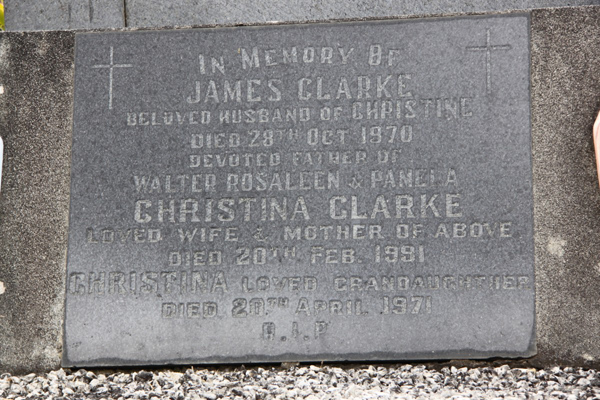 IN MEMORY OF
JAMES CLARKE
BELOVED HUSBAND OF CHRISTINE
DIED 28TH OCT 1970
DEVOTED FATHER OF
WALTER ROSALEEN & PAMELA
CHRISTINA CLARKE
LOVED WIFE & MOTHER OF ABOVE
DIED 20TH FEB. 1991
CHRISTINA LOVED GRANDAUGHTHER
DIED 20TH APRIL 1971
R.I.P